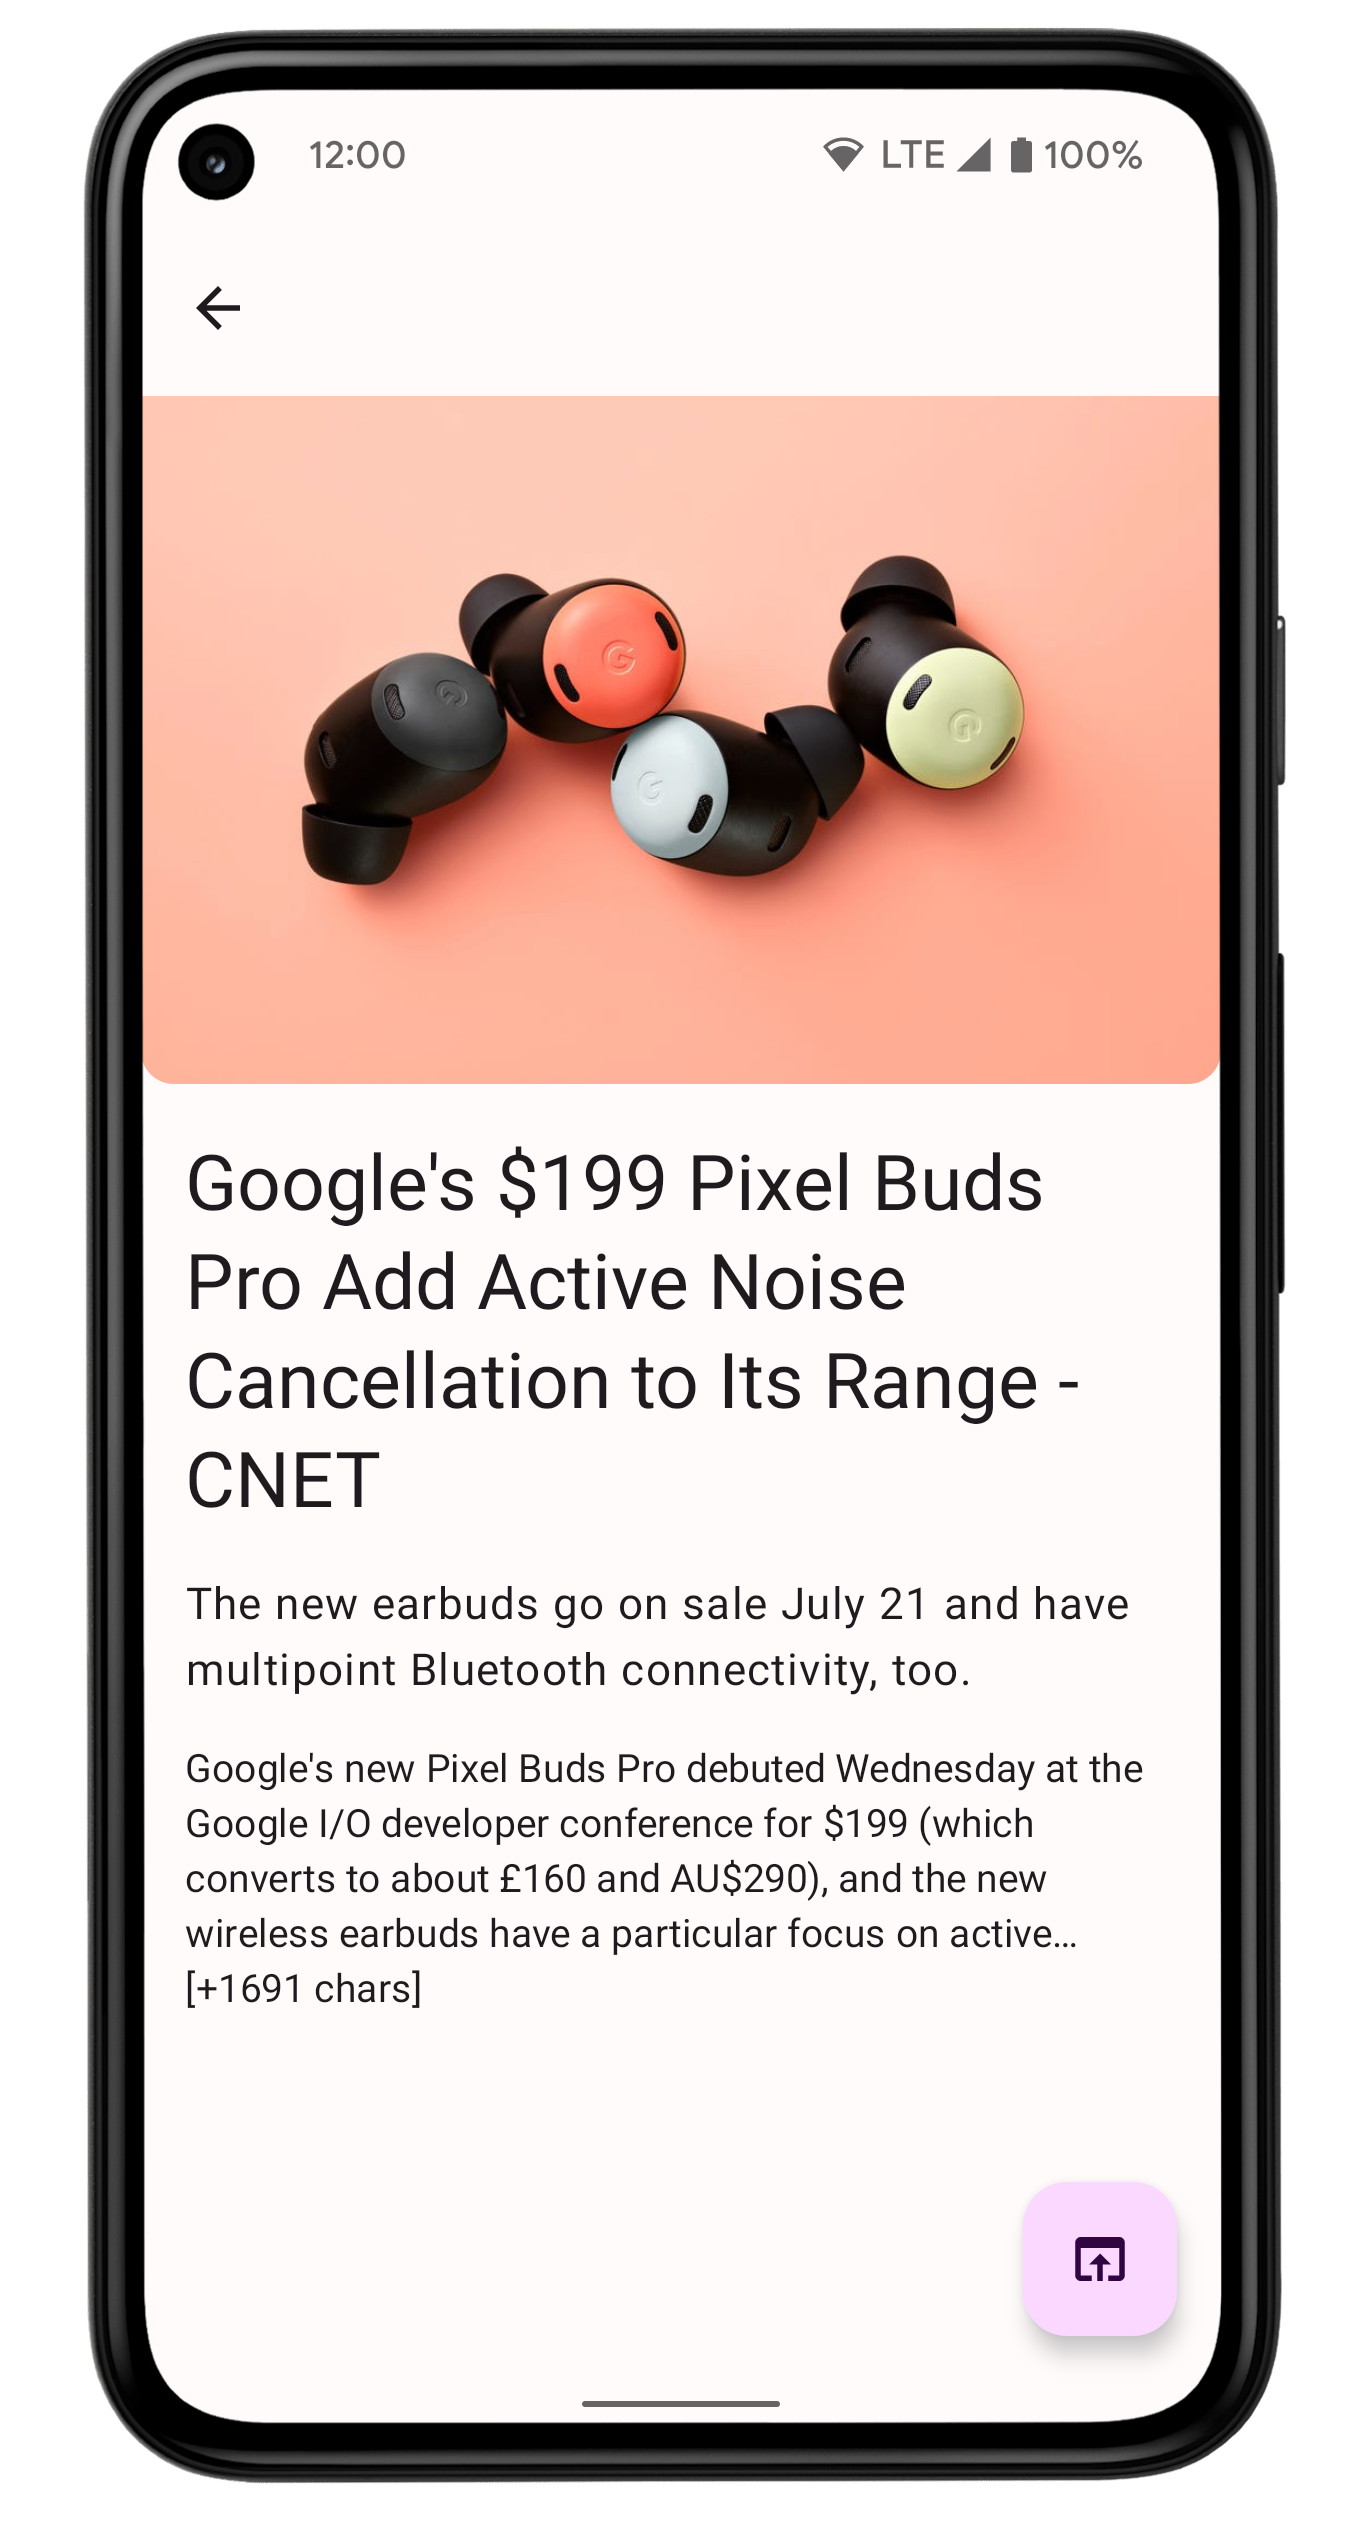 12:00
LTE 100%
Google's $199 Pixel Buds
Pro Add Active Noise
Cancellation to Its Range -
CNET
The new earbuds go on sale July 21 and have
multipoint Bluetooth connectivity, too.
Google's new Pixel Buds Pro debuted Wednesday at the
Google I/O developer conference for $199 (which
converts to about £160 and AU$290), and the new
wireless earbuds have a particular focus on active…
[+1691 chars]